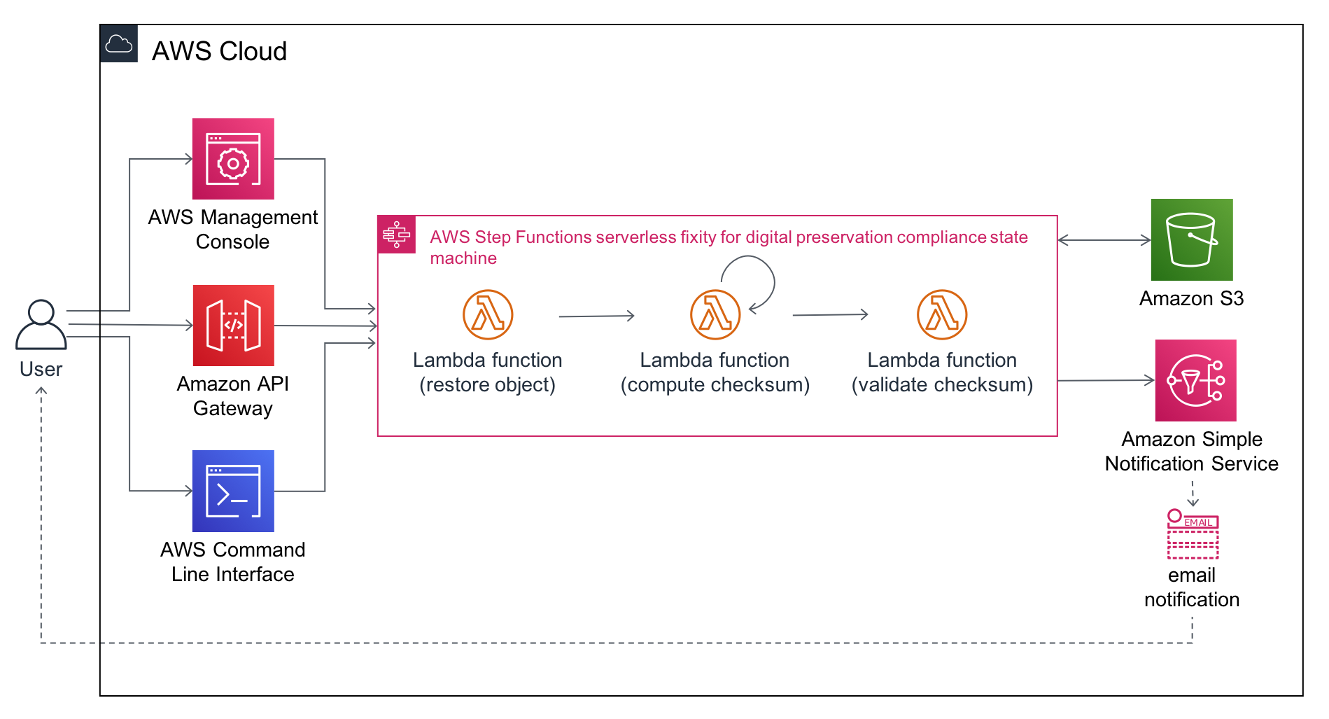 AWS Cloud
AWS Management
Console
AWS Step Functions serverless fixity for digital preservation compliance state
machine
Amazon S3
User
Amazon API
Gateway
</>
Lambda function
(restore object)
Lambda function
(compute checksum)
Lambda function
(validate checksum)
Amazon Simple
Notification Service
AWS Command
Line Interface
EMAIL
email
notification